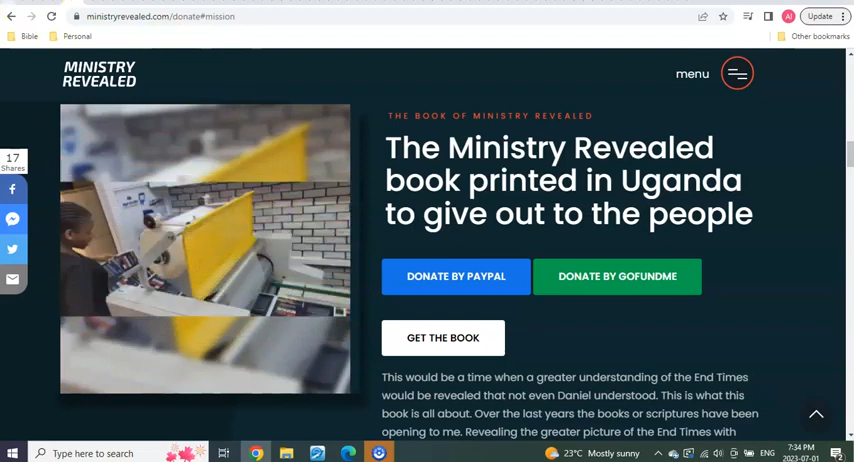 ministryrevealed.com/donate#mission
AI
Update
Bible
Personal
Other bookmarks
MINISTRY
REVEALED
menu
17
Shares
THE BOOK OF MINISTRY REVEALED
The Ministry Revealed
book printed in Uganda
to give out to the people
DONATE BY PAYPAL
DONATE BY GOFUNDME
GET THE BOOK
This would be a time when a greater understanding of the End Times
would be revealed that not even Daniel understood. This is what this
book is all about. Over the last years the books or scriptures have been
opening to me. Revealing the greater picture of the End Times with
Type here to search
23°C Mostly sunny
ENG
7:34 PM
2023-07-01
2